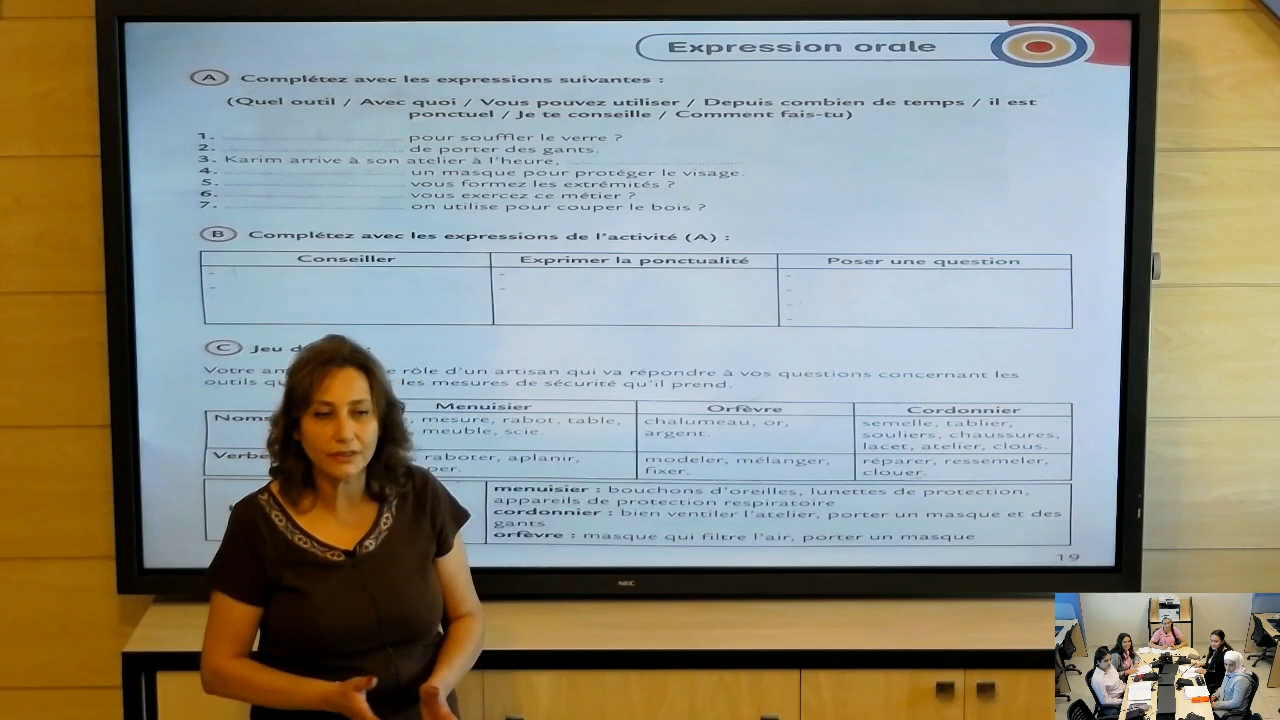 Expression orale
A Complétez avec les expressions suivantes :
(Quel outil / Avec quoi / Vous pouvez utiliser / Depuis combien de temps / il est
ponctuel / Je te conseille / Comment fais-tu)
1. pour souffler le verre ?
2. de porter des gants.
3. Karim arrive à son atelier à l'heure,
4. un masque pour protéger le visage.
5. vous formez les extrémités ?
6. vous exercez ce métier ?
7. on utilise pour couper le bois ?
B Complétez avec les expressions de l'activité (A) :
Conseiller Exprimer la ponctualité Poser une question
- - -
- - -
-
-
C Jeu
Votre rôle d'un artisan qui va répondre à vos questions concernant les
outils les mesures de sécurité qu'il prend.
Menuisier Orfèvre Cordonnier
Noms , mesure, rabot, table, chalumeau, or, semelle, tablier,
meuble, scie. argent. souliers, chaussures,
lacet, atelier, clous.
raboter, aplanir, modeler, mélanger, réparer, ressemeler,
fixer. clouer.
menuisier : bouchons d'oreilles, lunettes de protection,
appareils de protection respiratoire
cordonnier : bien ventiler l'atelier, porter un masque et des
gants
orfèvre : masque qui filtre l'air, porter un masque
19
NEC